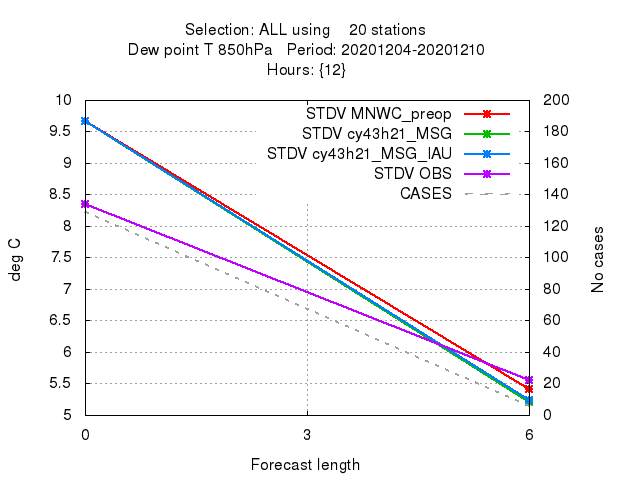 Selection: ALL using    20 stations
Dew point T 850hPa   Period: 20201204-20201210
Hours: {12}
STDV MNWC_preop
STDV cy43h21_MSG
STDV cy43h21_MSG_IAU
STDV OBS
CASES
10
9.5
9
8.5
8
7.5
7
6.5
6
5.5
5
deg C
200
180
160
140
120
100
80
60
40
20
0
No cases
0 3 6
Forecast length